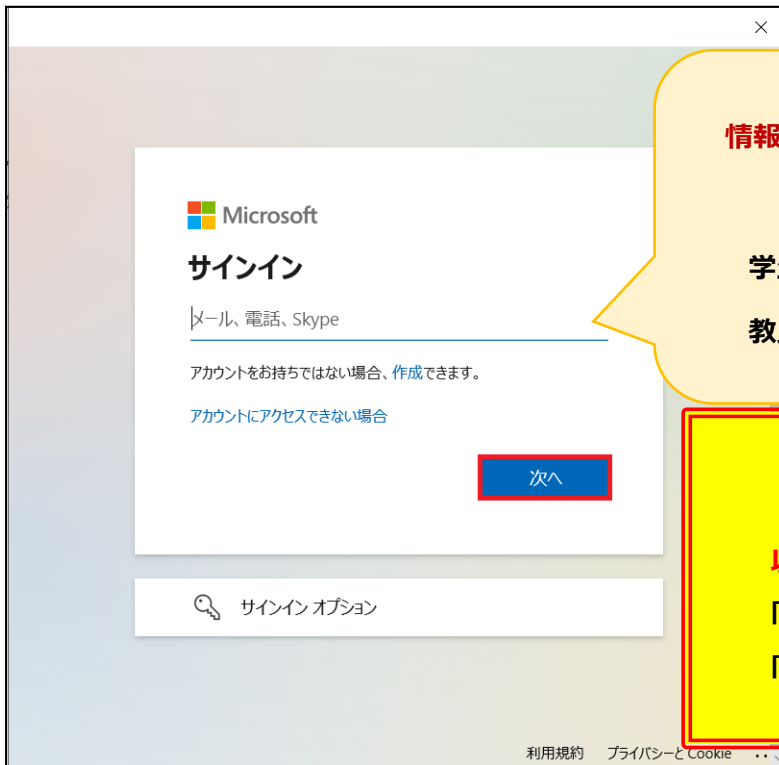 ×
Microsoft
サインイン
メール、電話、Skype
アカウントをお持ちではない場合、作成できます。
アカウントにアクセスできない場合
次へ
サインイン オプション
利用規約 プライバシーと Cookie
情報
学
教
「
「